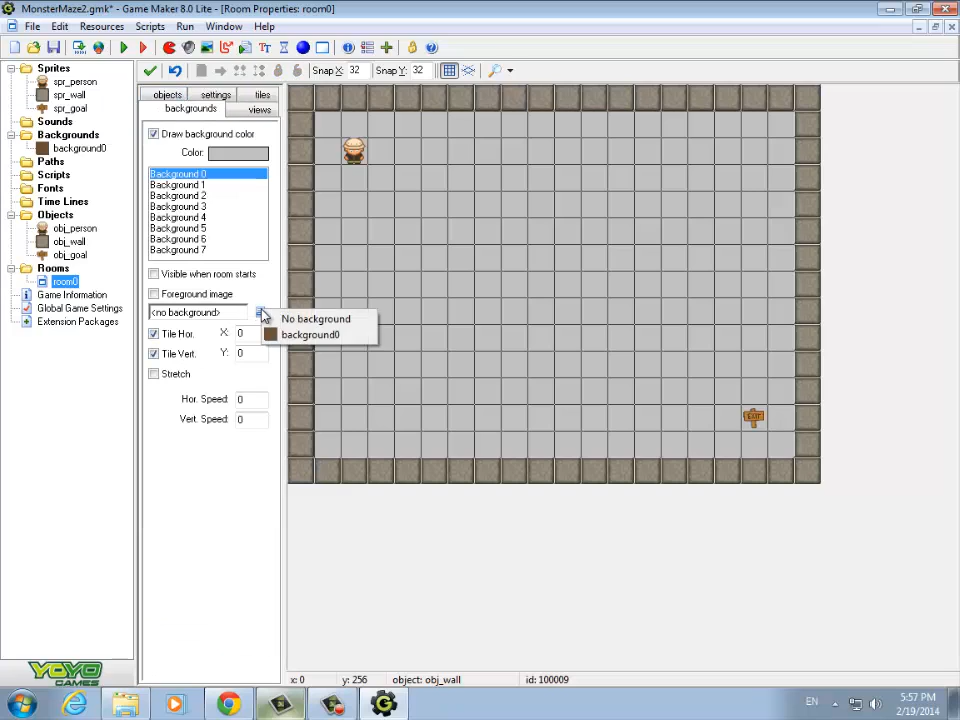 MonsterMaze2.gmk* - Game Maker 8.0 Lite - [Room Properties: room0]
File Edit Resources Scripts Run Window Help
Snap X: 32 Snap Y: 32
Sprites
spr_person
spr_wall
spr_goal
Sounds
Backgrounds
background0
Paths
Scripts
Fonts
Time Lines
Objects
obj_person
obj_wall
obj_goal
Rooms
room0
Game Information
Global Game Settings
Extension Packages
YOYO
GAMES
objects settings tiles
backgrounds views
Draw background color
Color:
Background 0
Background 1
Background 2
Background 3
Background 4
Background 5
Background 6
Background 7
Visible when room starts
Foreground image
<no background>
No background
background0
Tile Hor. X: 0
Tile Vert. Y: 0
Stretch
Hor. Speed: 0
Vert. Speed: 0
EXIT
x: 0 y: 256 object: obj_wall id: 100009
EN 5:57 PM
2/19/2014